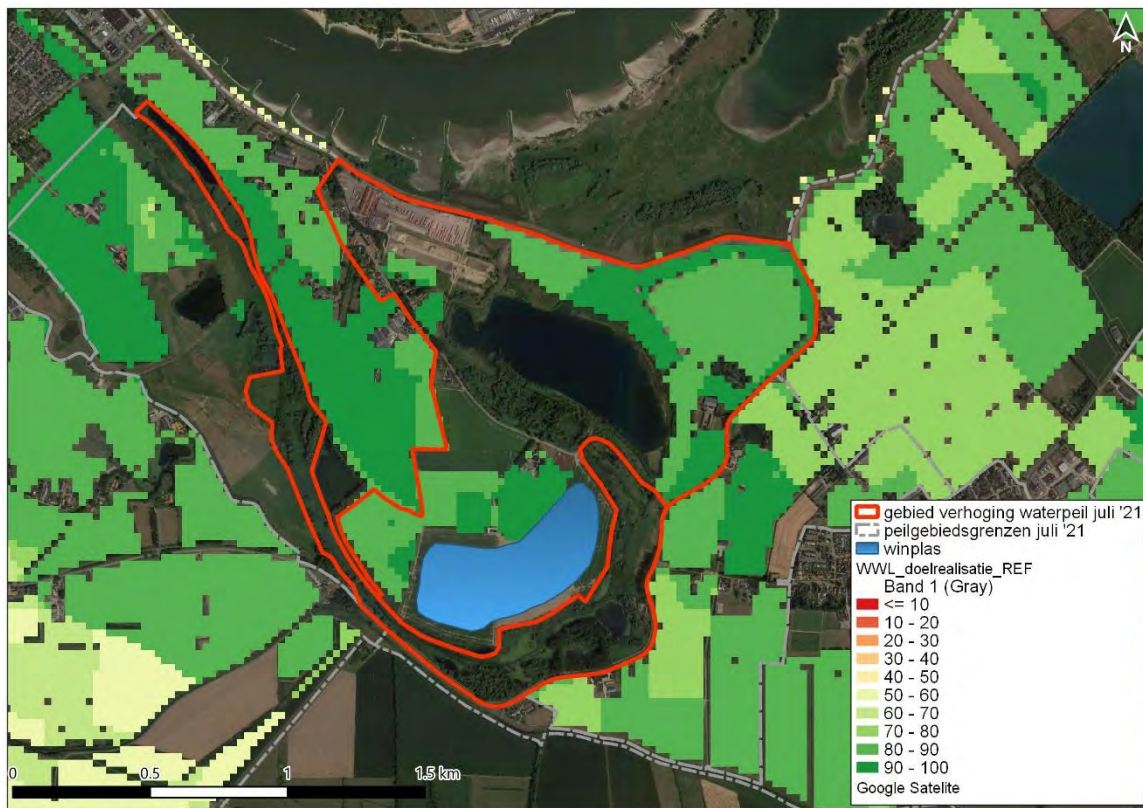 N
0
0.5
1
1.5 km
gebied verhoging waterpeil juli '21
peilgebiedsgrenzen juli '21
winplas
WWL_doelrealisatie_REF
Band 1 (Gray)
<= 10
10 - 20
20 - 30
30 - 40
40 - 50
50 - 60
60 - 70
70 - 80
80 - 90
90 - 100
Google Satelite